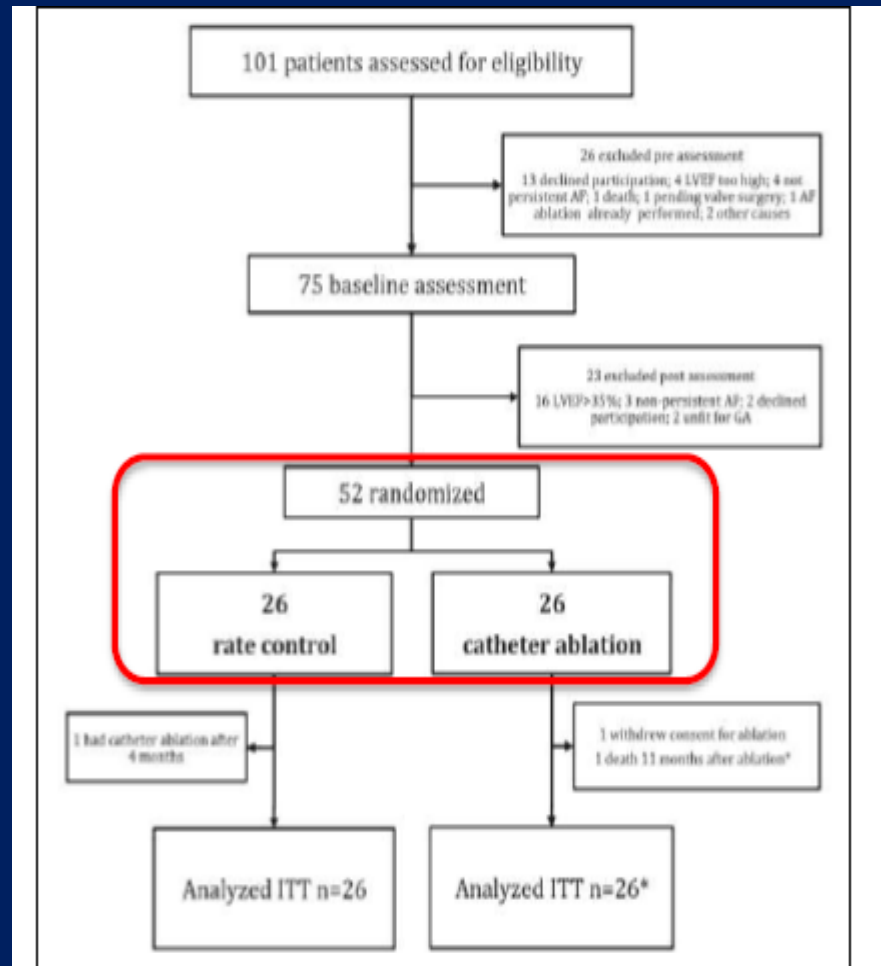 101 patients assessed for eligibility
26 excluded pre assessment
13 declined participation; 4 LVEF too high; 4 not
persistent AF; 1 death; 1 pending valve surgery; 1 AF
ablation already performed; 2 other causes
75 baseline assessment
23 excluded post assessment
16 LVEF>35%; 3 non-persistent AF; 2 declined
participation; 2 unfit for GA
52 randomized
26
rate control
26
catheter ablation
1 had catheter ablation after
4 months
1 withdrew consent for ablation
1 death 11 months after ablation*
Analyzed ITT n=26
Analyzed ITT n=26*